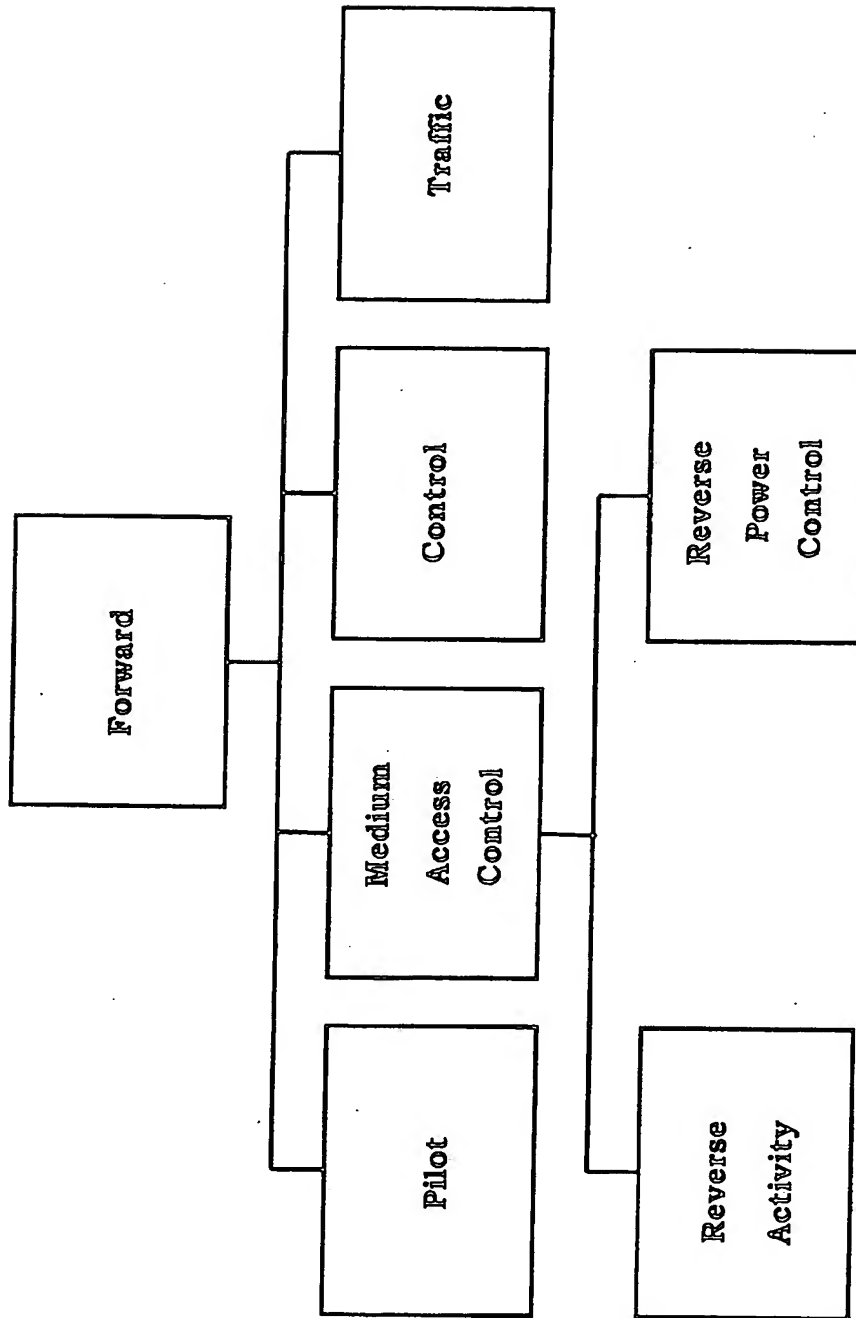 Forward
Pilot
Medium
Access
Control
Control
Traffic
Reverse
Activity
Reverse
Power
Control